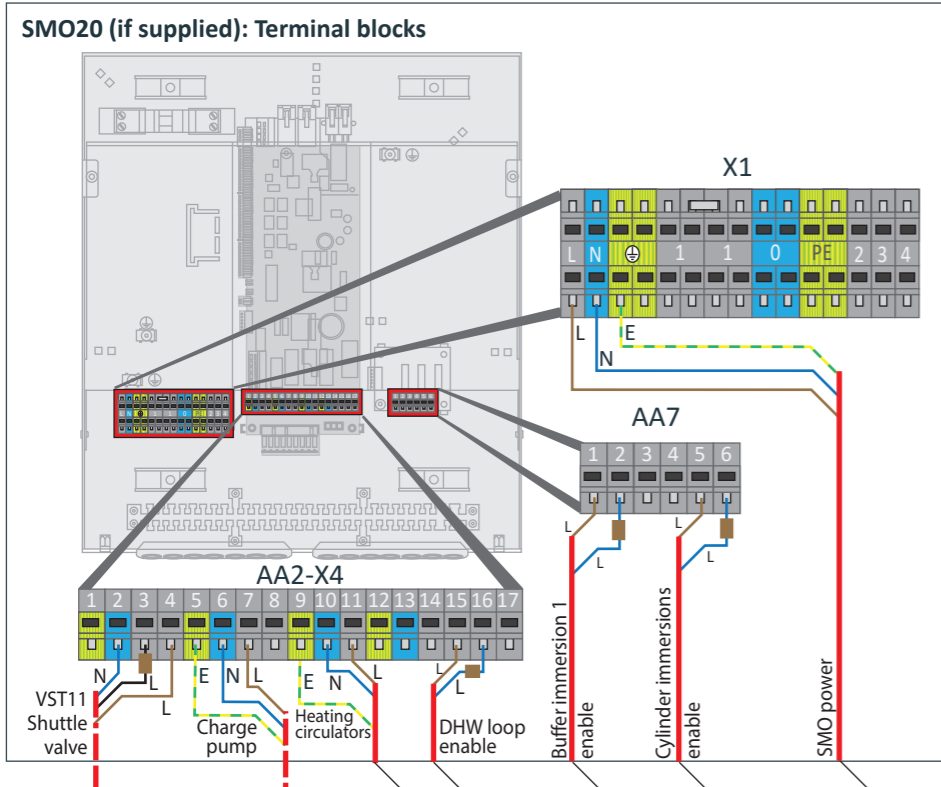 SMO20 (if supplied): Terminal blocks
X1
L N 1 1 0 PE 2 3 4
L
N
E
AA7
1 2 3 4 5 6
L
L
L
L
AA2-X4
1 2 3 4 5 6 7 8 9 10 11 12 13 14 15 16 17
N
L
L
E
N
L
E
N
L
L
L
VST11
Shuttle
valve
Charge
pump
Heating
circulators
DHW loop
enable
Buffer immersion 1
enable
Cylinder immersions
enable
SMO power